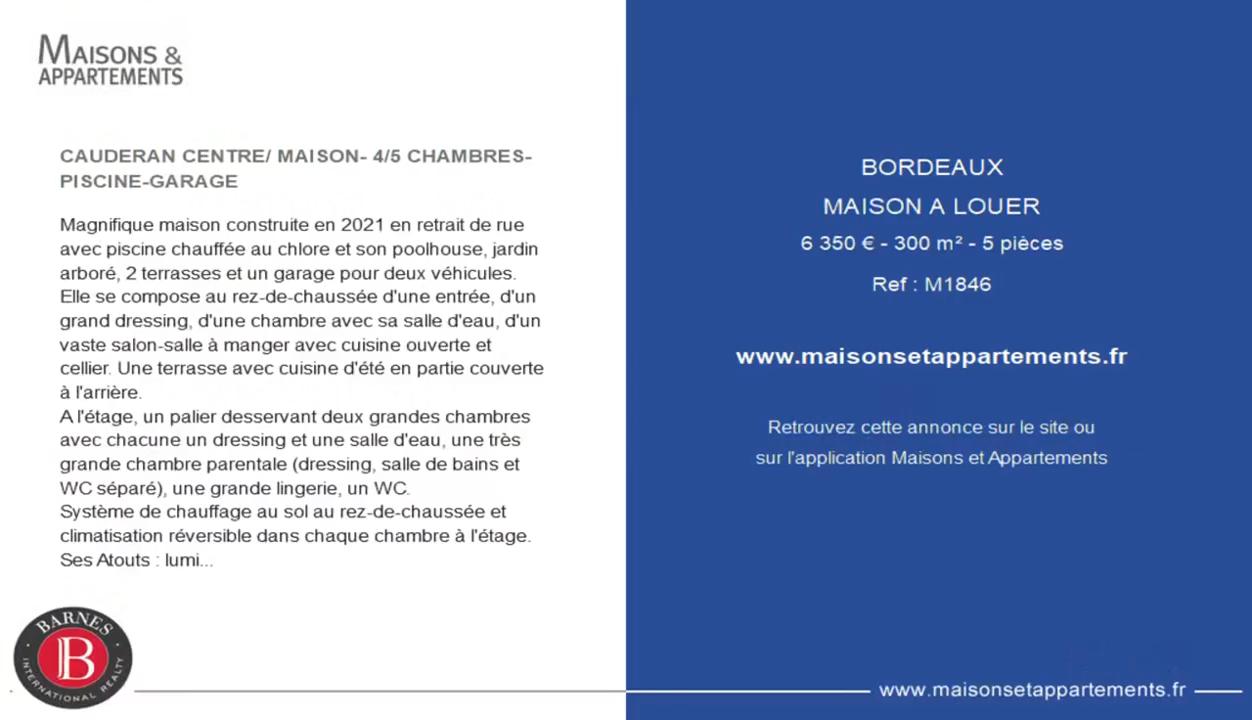 MAISONS &
APPARTEMENTS
CAUDERAN CENTRE/ MAISON- 4/5 CHAMBRES-
PISCINE-GARAGE
Magnifique maison construite en 2021 en retrait de rue
avec piscine chauffée au chlore et son poolhouse, jardin
arboré, 2 terrasses et un garage pour deux véhicules.
Elle se compose au rez-de-chaussée d'une entrée, d'un
grand dressing, d'une chambre avec sa salle d'eau, d'un
vaste salon-salle à manger avec cuisine ouverte et
cellier. Une terrasse avec cuisine d'été en partie couverte
à l'arrière.
A l'étage, un palier desservant deux grandes chambres
avec chacune un dressing et une salle d'eau, une très
grande chambre parentale (dressing, salle de bains et
WC séparé), une grande lingerie, un WC.
Système de chauffage au sol au rez-de-chaussée et
climatisation réversible dans chaque chambre à l'étage.
Ses Atouts : lumi...
BARNES
B
INTERNATIONAL REALTY
BORDEAUX
MAISON A LOUER
6 350 € - 300 m² - 5 pièces
Ref : M1846
www.maisonsetappartements.fr
Retrouvez cette annonce sur le site ou
sur l'application Maisons et Appartements
www.maisonsetappartements.fr